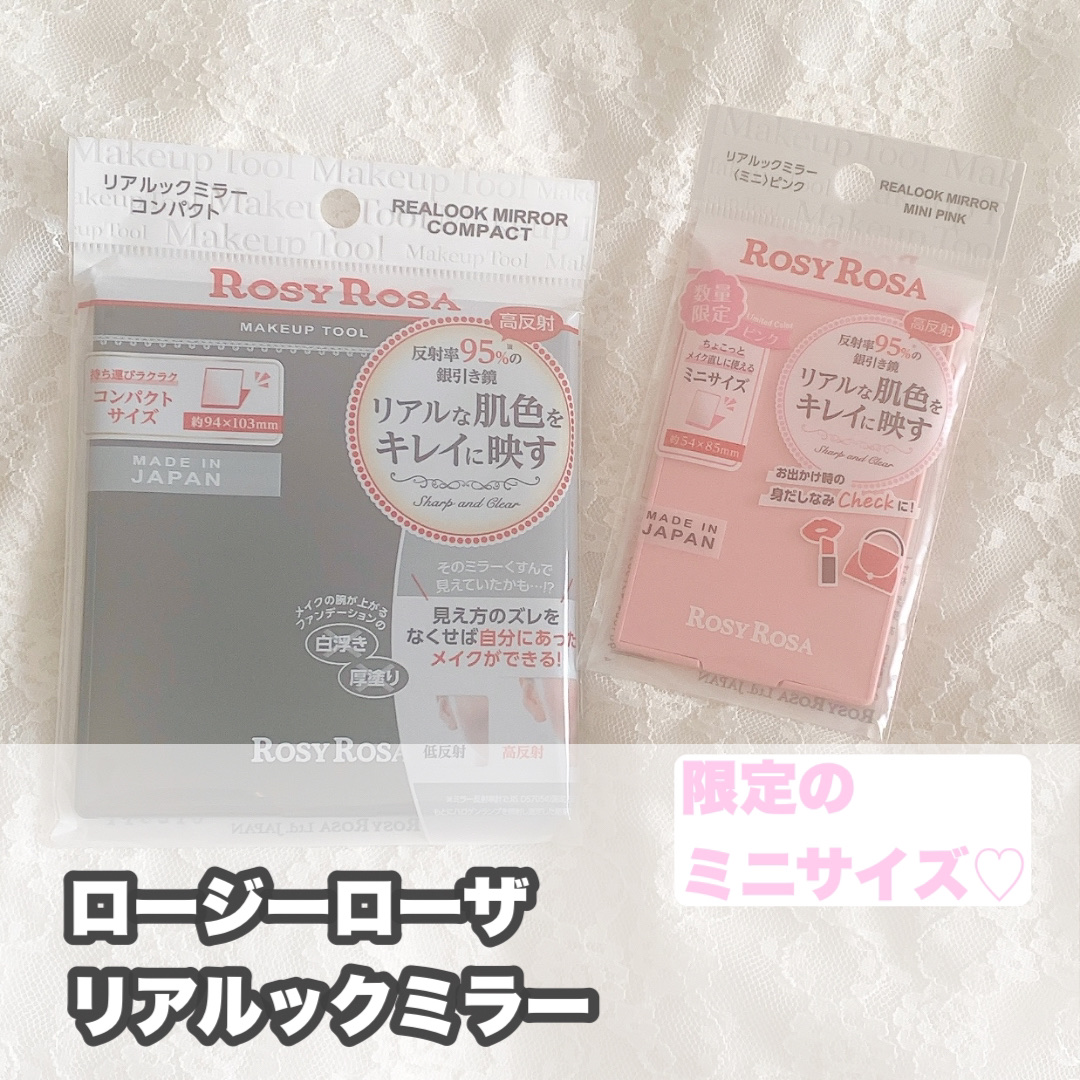 リアルックミラー
コンパクト
REALOOK MIRROR
COMPACT
Makeup Tool
ROSY ROSA
MAKEUP TOOL
高反射
反射率95%の
銀引き鏡
リアルな肌色を
キレイに映す
Sharp and Clear
持ち運びラクラク
コンパクト
サイズ
約94×103mm
MADE IN
JAPAN
そのミラーくすんで
見えていたかも…!?
見え方のズレを
なくせば自分にあった
メイクができる!
メイクの腕が上がる
ファンデーションの
白浮き
厚塗り
低反射
高反射
ROSY ROSA
ROSY ROSA Ltd. JAPAN
リアルックミラー
〈ミニ〉ピンク
REALOOK MIRROR
MINI PINK
ROSY ROSA
数量
限定
Limited Color
ピンク
高反射
反射率95%の
銀引き鏡
リアルな肌色を
キレイに映す
Sharp and Clear
ちょこっと
メイク直しに使える
ミニサイズ
約54×85mm
お出かけ時の
身だしなみCheckに!
MADE IN
JAPAN
ROSY ROSA
ROSY ROSA Ltd. JAPAN
限定の
ミニサイズ♡
ロージーローザ
リアルックミラー